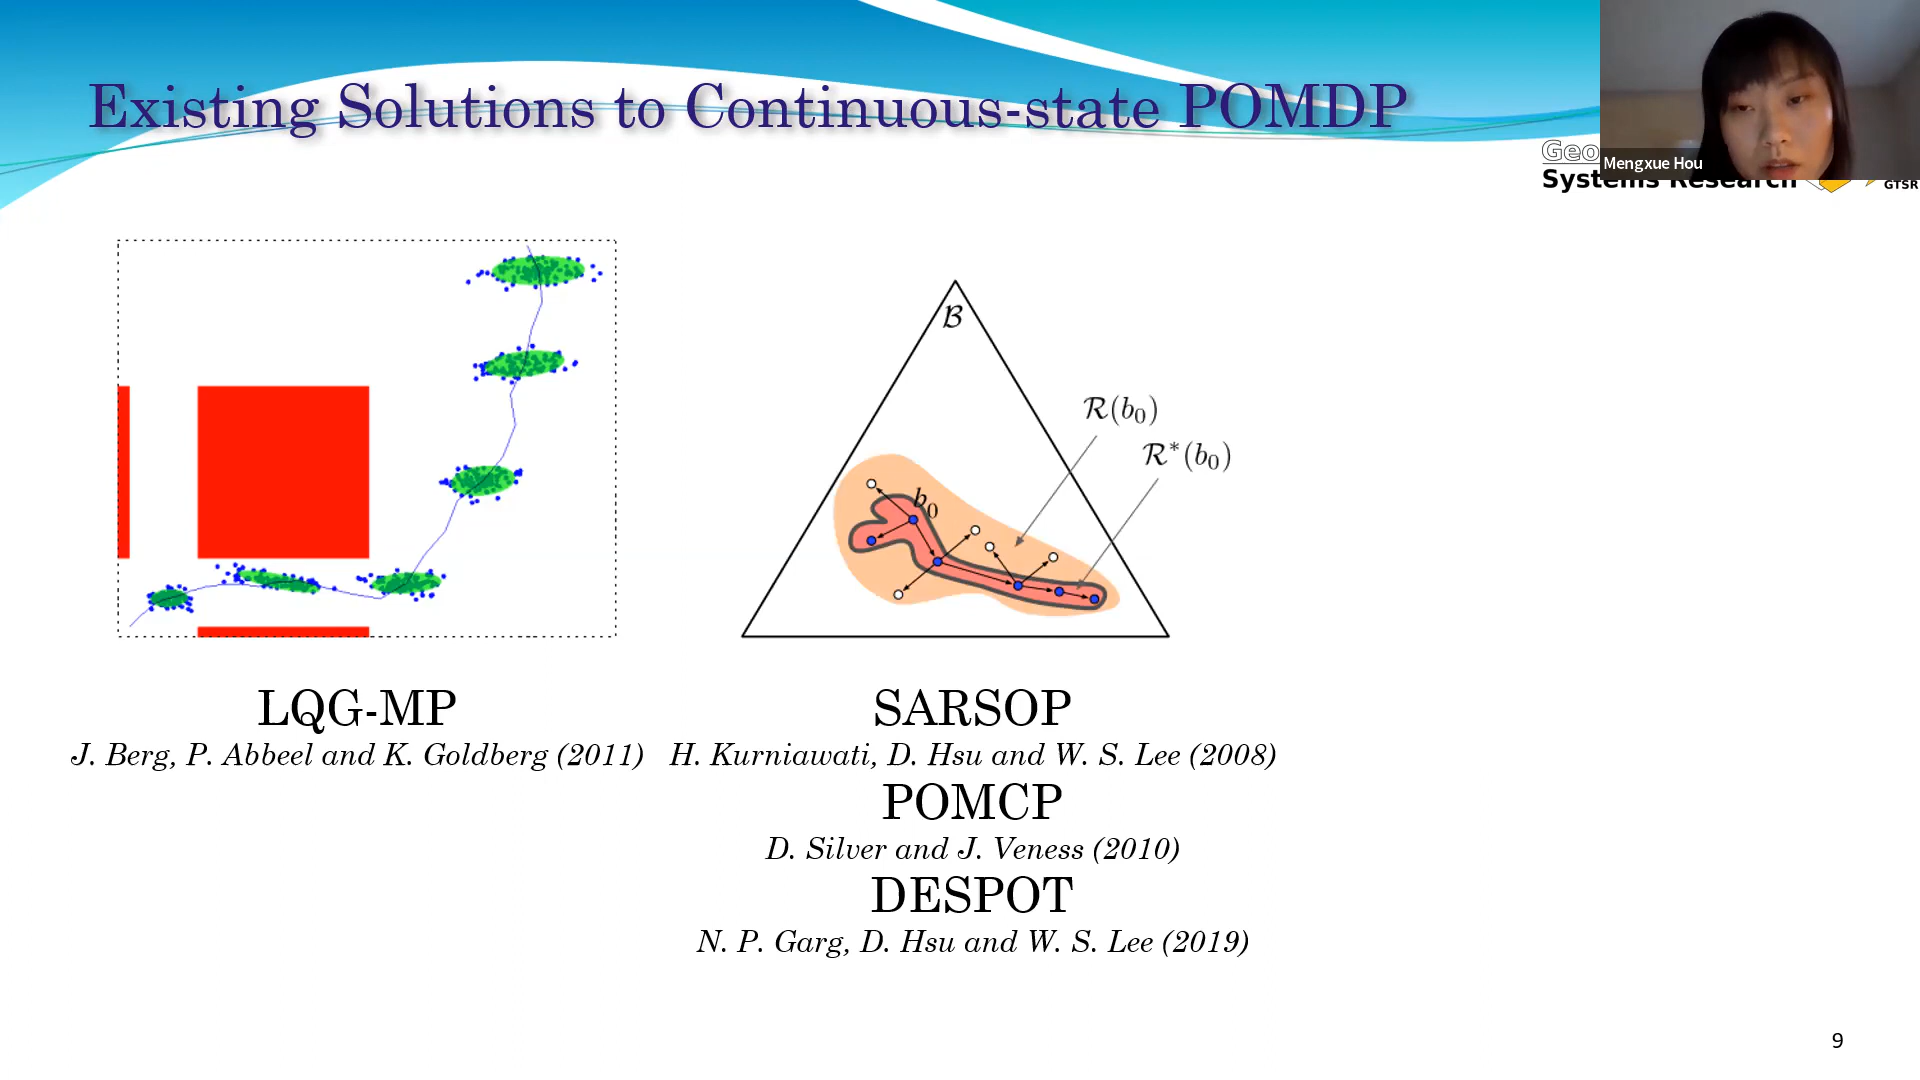 Existing Solutions to Continuous-state POMDP
Geo
Systems Research
GTSR
Mengxue Hou
B
R(b0)
R*(b0)
b0
LQG-MP
J. Berg, P. Abbeel and K. Goldberg (2011)
SARSOP
H. Kurniawati, D. Hsu and W. S. Lee (2008)
POMCP
D. Silver and J. Veness (2010)
DESPOT
N. P. Garg, D. Hsu and W. S. Lee (2019)
9